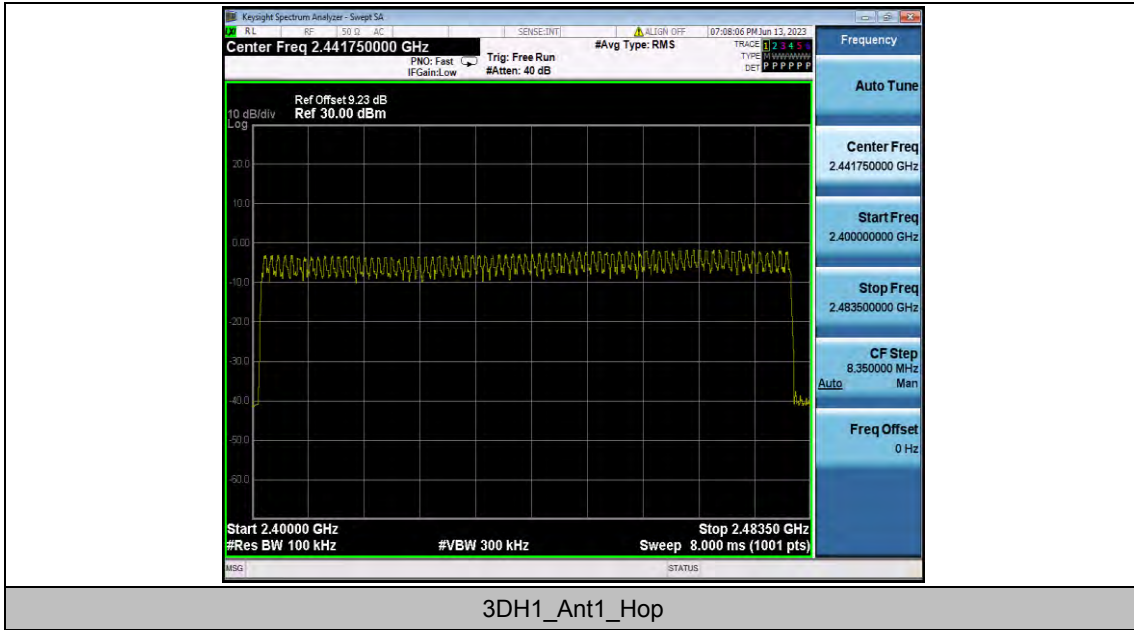 Keysight Spectrum Analyzer - Swept SA
RL RF 50 Ω AC SENSE:INT ALIGN OFF 07:08:06 PM Jun 13, 2023
Center Freq 2.441750000 GHz #Avg Type: RMS TRACE 1 2 3 4 5 6
PNO: Fast Trig: Free Run TYPE M WWWWW
IFGain:Low #Atten: 40 dB DET P P P P P P
Frequency
Auto Tune
Ref Offset 9.23 dB
10 dB/div Ref 30.00 dBm
Log
20.0
10.0
0.00
-10.0
-20.0
-30.0
-40.0
-50.0
-60.0
Center Freq
2.441750000 GHz
Start Freq
2.400000000 GHz
Stop Freq
2.483500000 GHz
CF Step
8.350000 MHz
Auto Man
Freq Offset
0 Hz
Start 2.40000 GHz Stop 2.48350 GHz
#Res BW 100 kHz #VBW 300 kHz Sweep 8.000 ms (1001 pts)
MSG STATUS
3DH1_Ant1_Hop